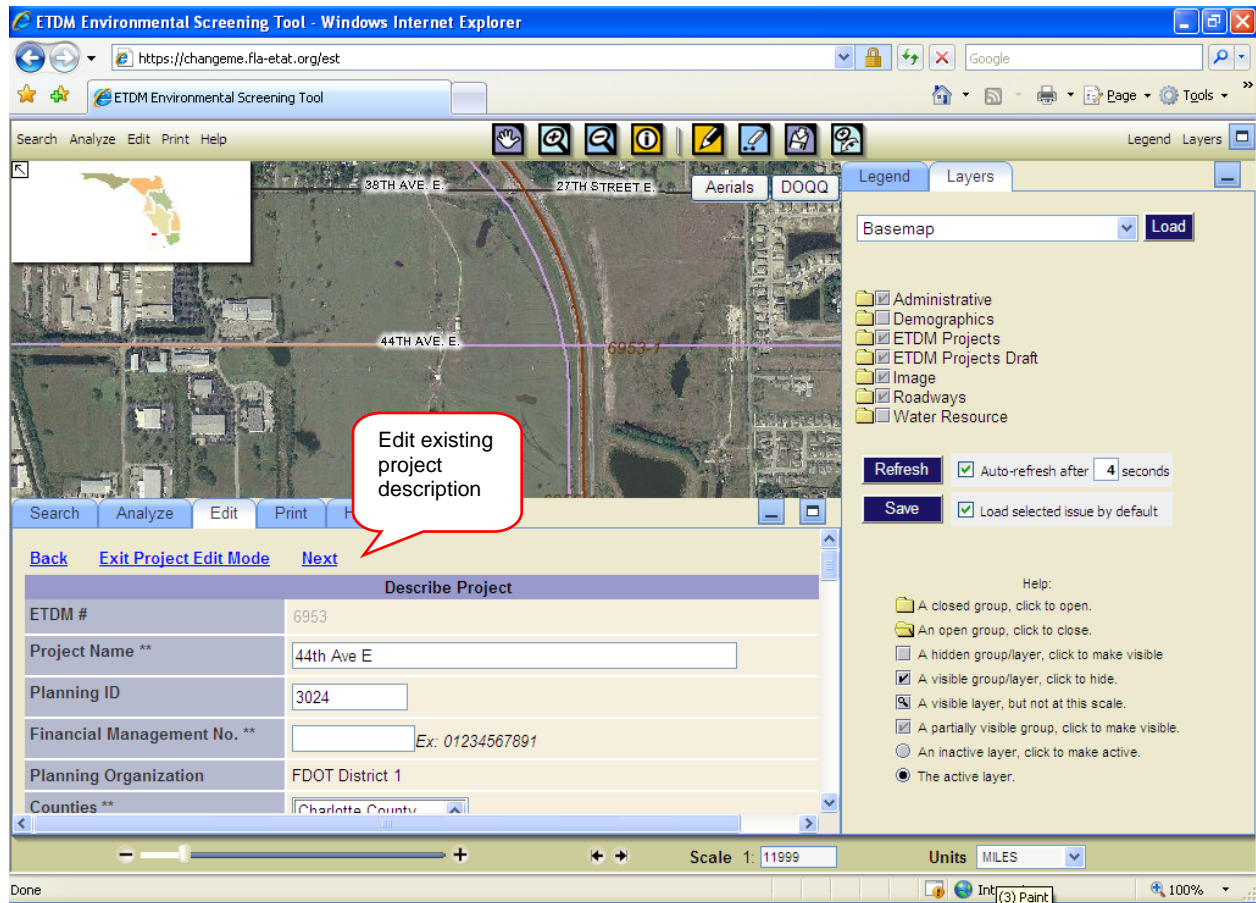 ETDM Environmental Screening Tool - Windows Internet Explorer
https://changeme.fla-etat.org/est
Google
ETDM Environmental Screening Tool
Page
Tools
»
Search Analyze Edit Print Help
Legend Layers
38TH AVE. E.
27TH STREET E.
Aerials
DOQQ
44TH AVE. E.
6953-1
Edit existing
project
description
Legend
Layers
Basemap
Load
Administrative
Demographics
ETDM Projects
ETDM Projects Draft
Image
Roadways
Water Resource
Refresh
Auto-refresh after 4 seconds
Save
Load selected issue by default
Help:
A closed group, click to open.
An open group, click to close.
A hidden group/layer, click to make visible
A visible group/layer, click to hide.
A visible layer, but not at this scale.
A partially visible group, click to make visible.
An inactive layer, click to make active.
The active layer.
Search
Analyze
Edit
Print
H
Back
Exit Project Edit Mode
Next
Describe Project
ETDM # 6953
Project Name ** 44th Ave E
Planning ID 3024
Financial Management No. ** Ex: 01234567891
Planning Organization FDOT District 1
Counties ** Charlotte County
Scale 1: 11999
Units MILES
Done
Int
(3) Paint
100%